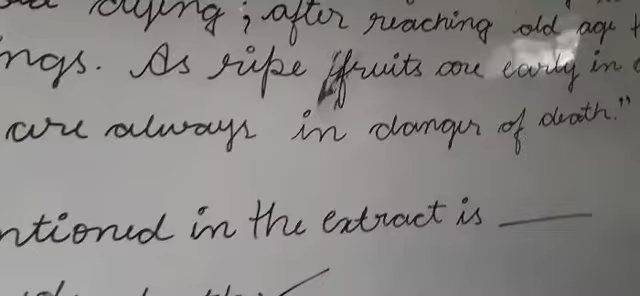 dying; after reaching old age
ngs. As ripe fruits are early in
are always in danger of death."
ntioned in the extract is ____